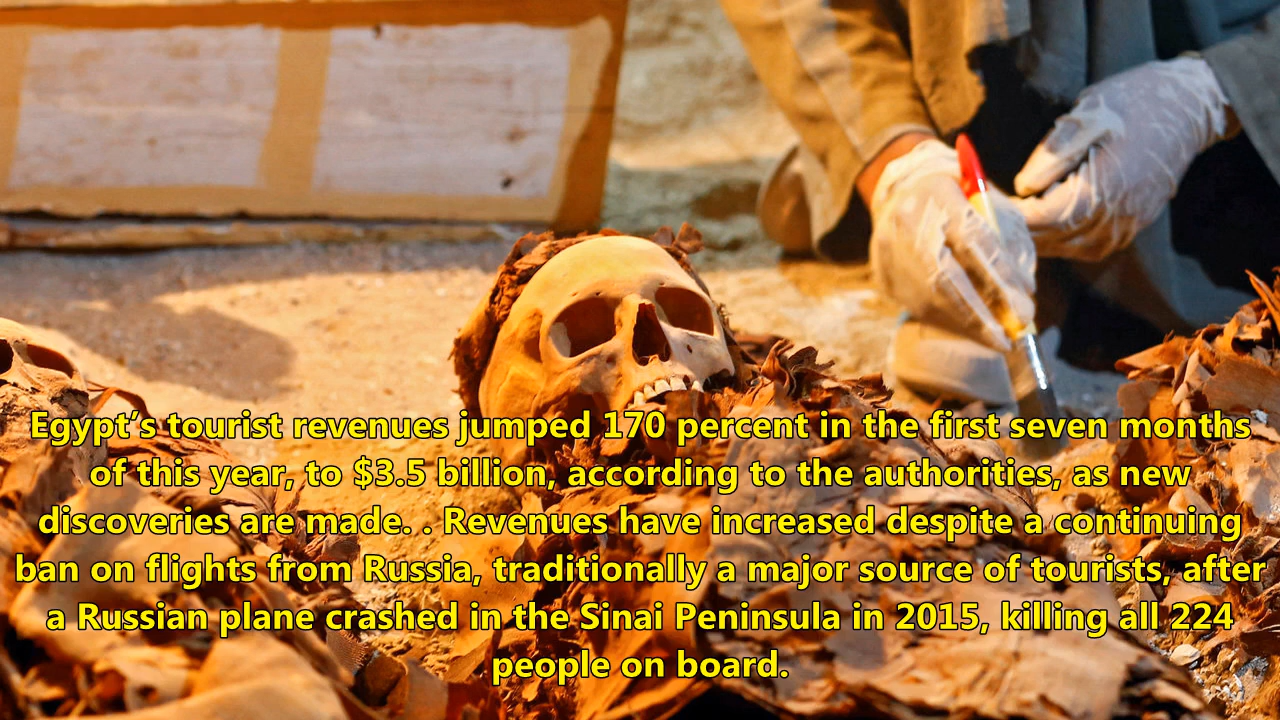 Egypt’s tourist revenues jumped 170 percent in the first seven months
of this year, to $3.5 billion, according to the authorities, as new
discoveries are made. . Revenues have increased despite a continuing
ban on flights from Russia, traditionally a major source of tourists, after
a Russian plane crashed in the Sinai Peninsula in 2015, killing all 224
people on board.